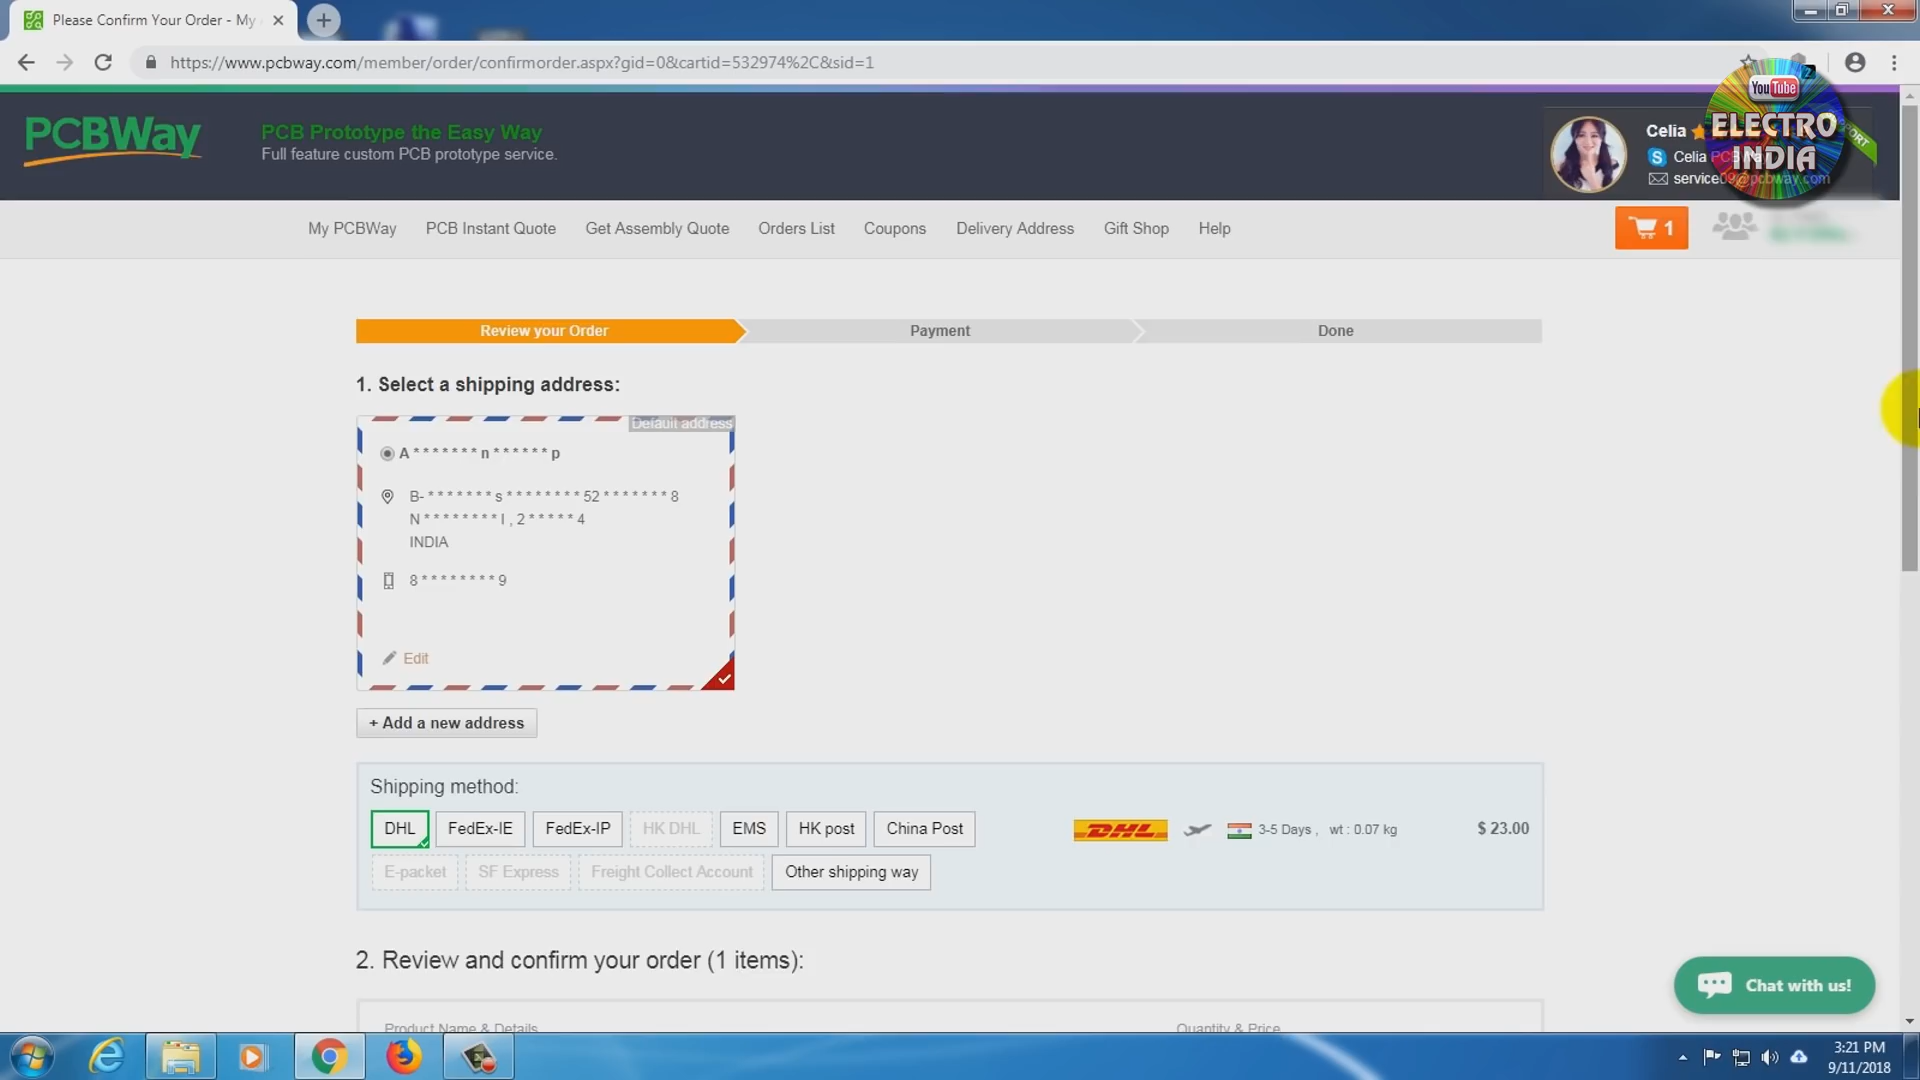 Please Confirm Your Order - My
https://www.pcbway.com/member/order/confirmorder.aspx?gid=0&cartid=532974%2C&sid=1
PCBWay
PCB Prototype the Easy Way
Full feature custom PCB prototype service.
Celia
Celia PCBWay
service09@pcbway.com
YouTube
ELECTRO
INDIA
My PCBWay PCB Instant Quote Get Assembly Quote Orders List Coupons Delivery Address Gift Shop Help
1
Review your Order Payment Done
1. Select a shipping address:
Default address
A * * * * * * * n * * * * * * p
B- * * * * * * * s * * * * * * * * 52 * * * * * * * 8
N * * * * * * * * l , 2 * * * * * 4
INDIA
8 * * * * * * * * 9
Edit
+ Add a new address
Shipping method:
DHL FedEx-IE FedEx-IP HK DHL EMS HK post China Post DHL 3-5 Days , wt : 0.07 kg $ 23.00
E-packet SF Express Freight Collect Account Other shipping way
2. Review and confirm your order (1 items):
Chat with us!
Product Name & Details Quantity & Price
3:21 PM
9/11/2018